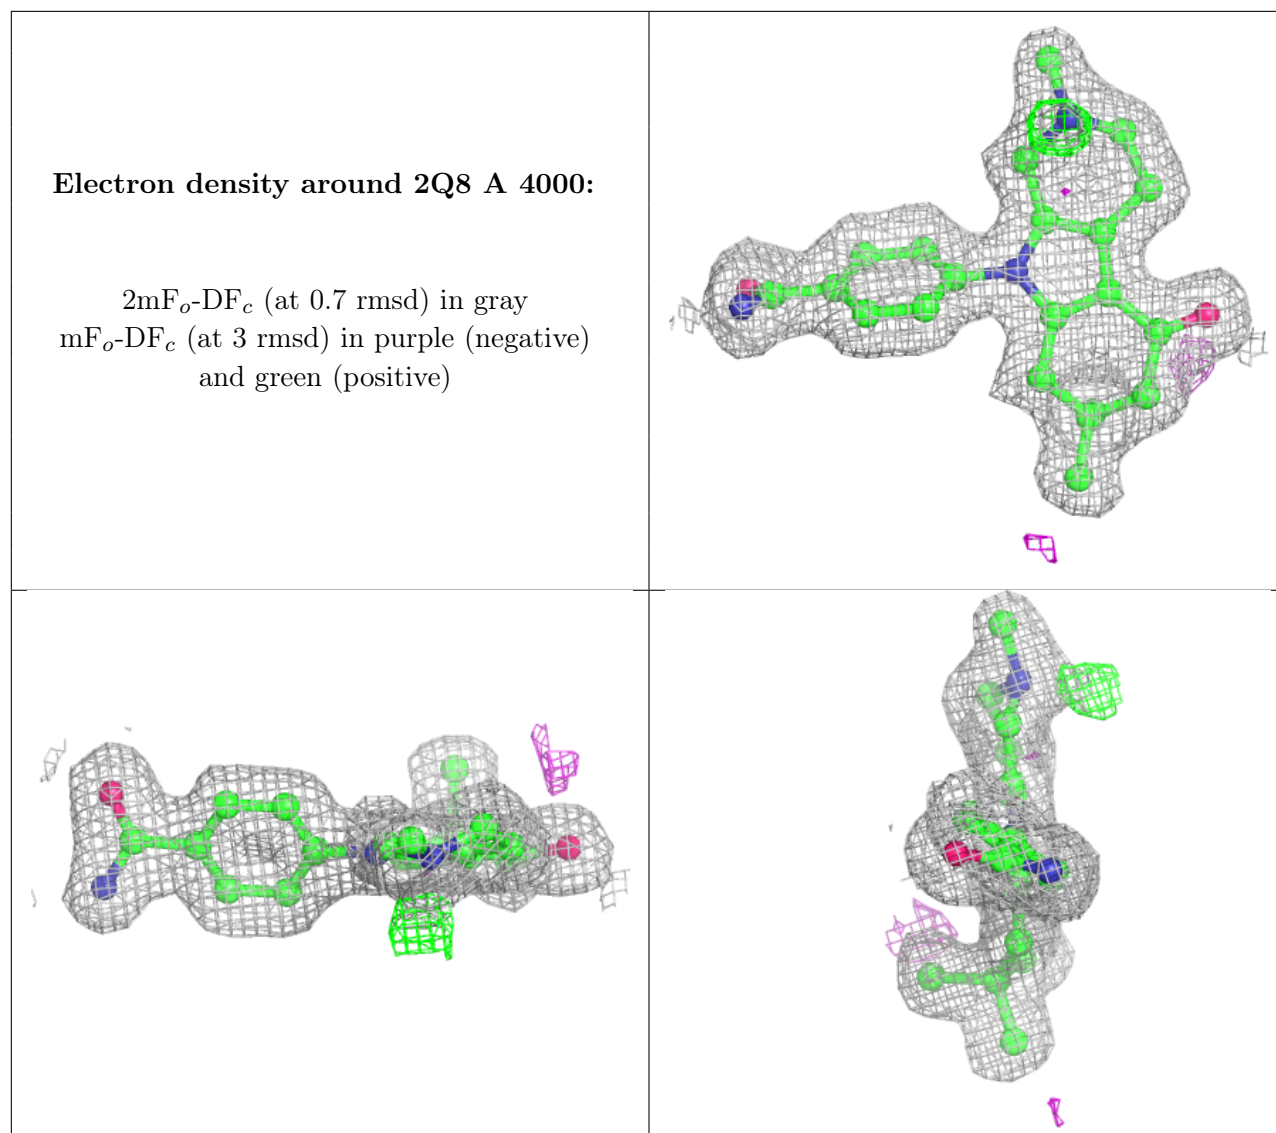 Electron density around 2Q8 A 4000:
2mFo-DFc (at 0.7 rmsd) in gray
mFo-DFc (at 3 rmsd) in purple (negative)
and green (positive)